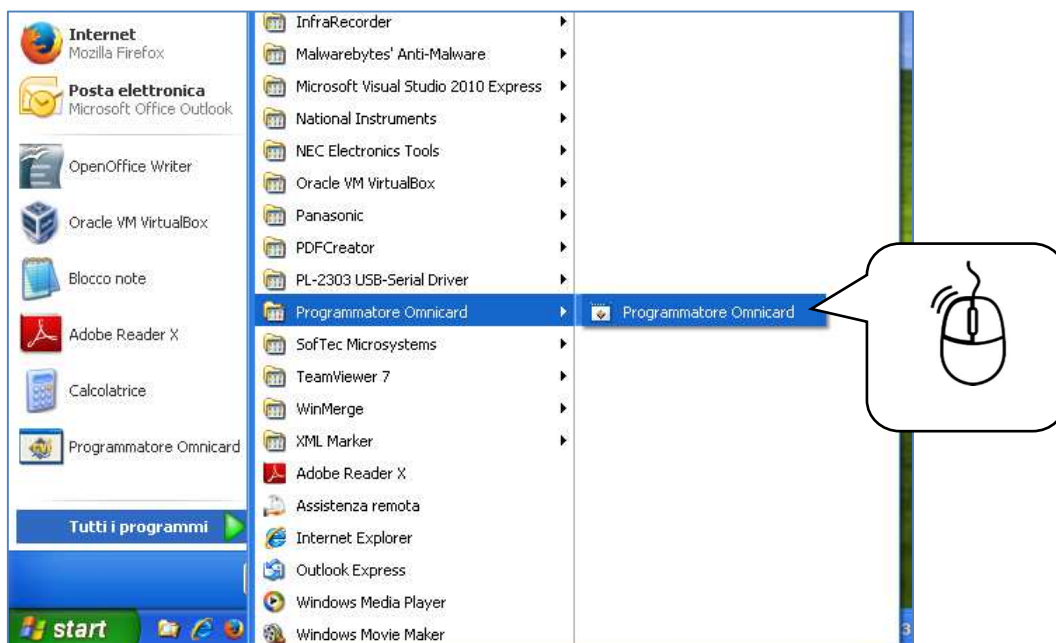 Internet
Mozilla Firefox
Posta elettronica
Microsoft Office Outlook
OpenOffice Writer
Oracle VM VirtualBox
Blocco note
Adobe Reader X
Calcolatrice
Programmatore Omnicard
Tutti i programmi
start
InfraRecorder
Malwarebytes' Anti-Malware
Microsoft Visual Studio 2010 Express
National Instruments
NEC Electronics Tools
Oracle VM VirtualBox
Panasonic
PDFCreator
PL-2303 USB-Serial Driver
Programmatore Omnicard
SofTec Microsystems
TeamViewer 7
WinMerge
XML Marker
Adobe Reader X
Assistenza remota
Internet Explorer
Outlook Express
Windows Media Player
Windows Movie Maker
Programmatore Omnicard
3